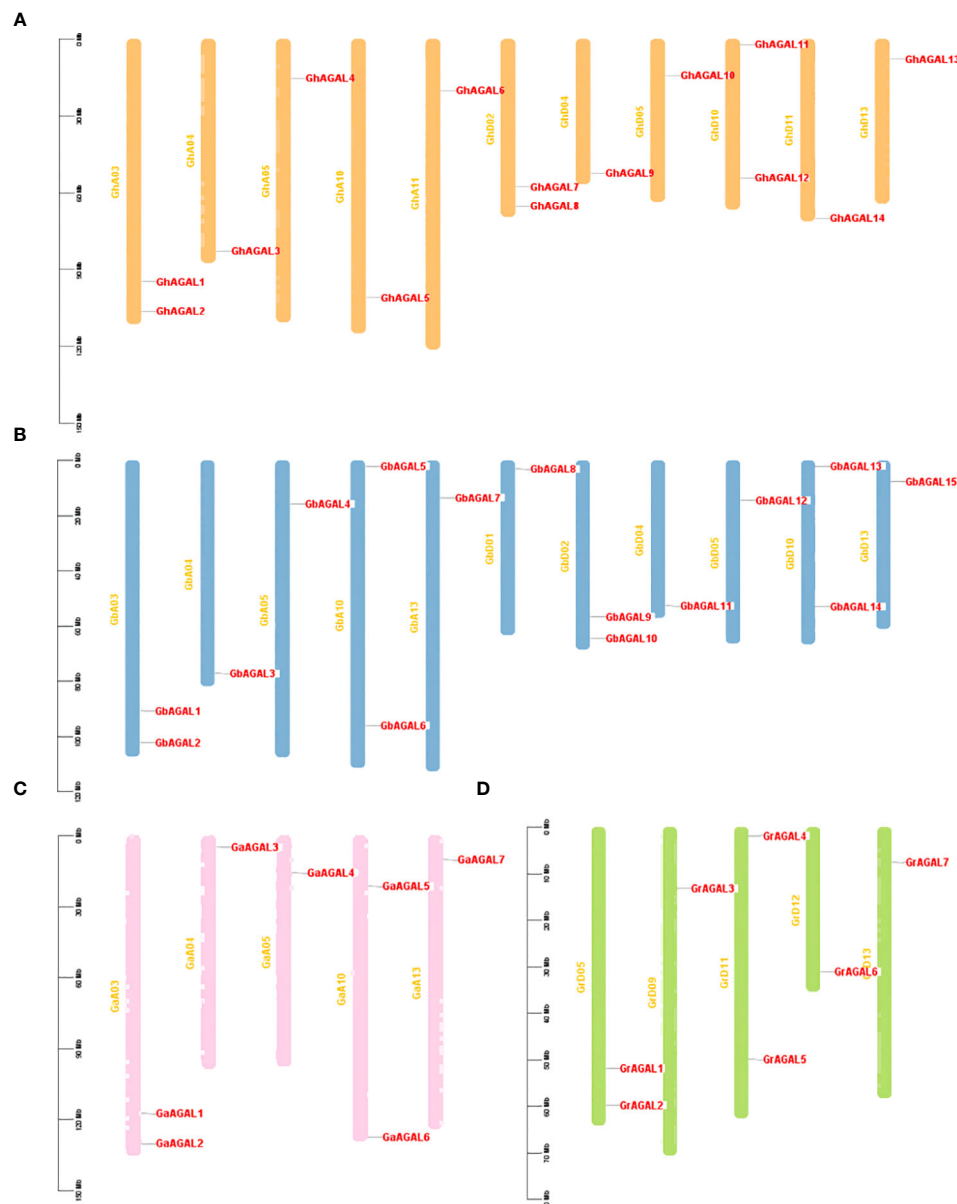 A
0 Mb
30 Mb
60 Mb
90 Mb
120 Mb
150 Mb
GhA03
GhAGAL1
GhAGAL2
GhA04
GhAGAL3
GhA05
GhAGAL4
GhA10
GhAGAL5
GhA11
GhAGAL6
GhD02
GhAGAL7
GhAGAL8
GhD04
GhAGAL9
GhD05
GhAGAL10
GhD10
GhAGAL11
GhAGAL12
GhD11
GhAGAL14
GhD13
GhAGAL13
B
0 Mb
20 Mb
40 Mb
60 Mb
80 Mb
100 Mb
120 Mb
GbA03
GbAGAL1
GbAGAL2
GbA04
GbAGAL3
GbA05
GbAGAL4
GbA10
GbAGAL5
GbAGAL6
GbA13
GbAGAL7
GbD01
GbAGAL8
GbD02
GbAGAL9
GbAGAL10
GbD04
GbAGAL11
GbD05
GbAGAL12
GbD10
GbAGAL13
GbAGAL14
GbD13
GbAGAL15
C
0 Mb
30 Mb
60 Mb
90 Mb
120 Mb
150 Mb
GaA03
GaAGAL1
GaAGAL2
GaA04
GaAGAL3
GaA05
GaAGAL4
GaA10
GaAGAL5
GaAGAL6
GaA13
GaAGAL7
D
0 Mb
10 Mb
20 Mb
30 Mb
40 Mb
50 Mb
60 Mb
70 Mb
GrD05
GrAGAL1
GrAGAL2
GrD09
GrAGAL3
GrD11
GrAGAL4
GrAGAL5
GrD12
GrAGAL6
GrD13
GrAGAL7